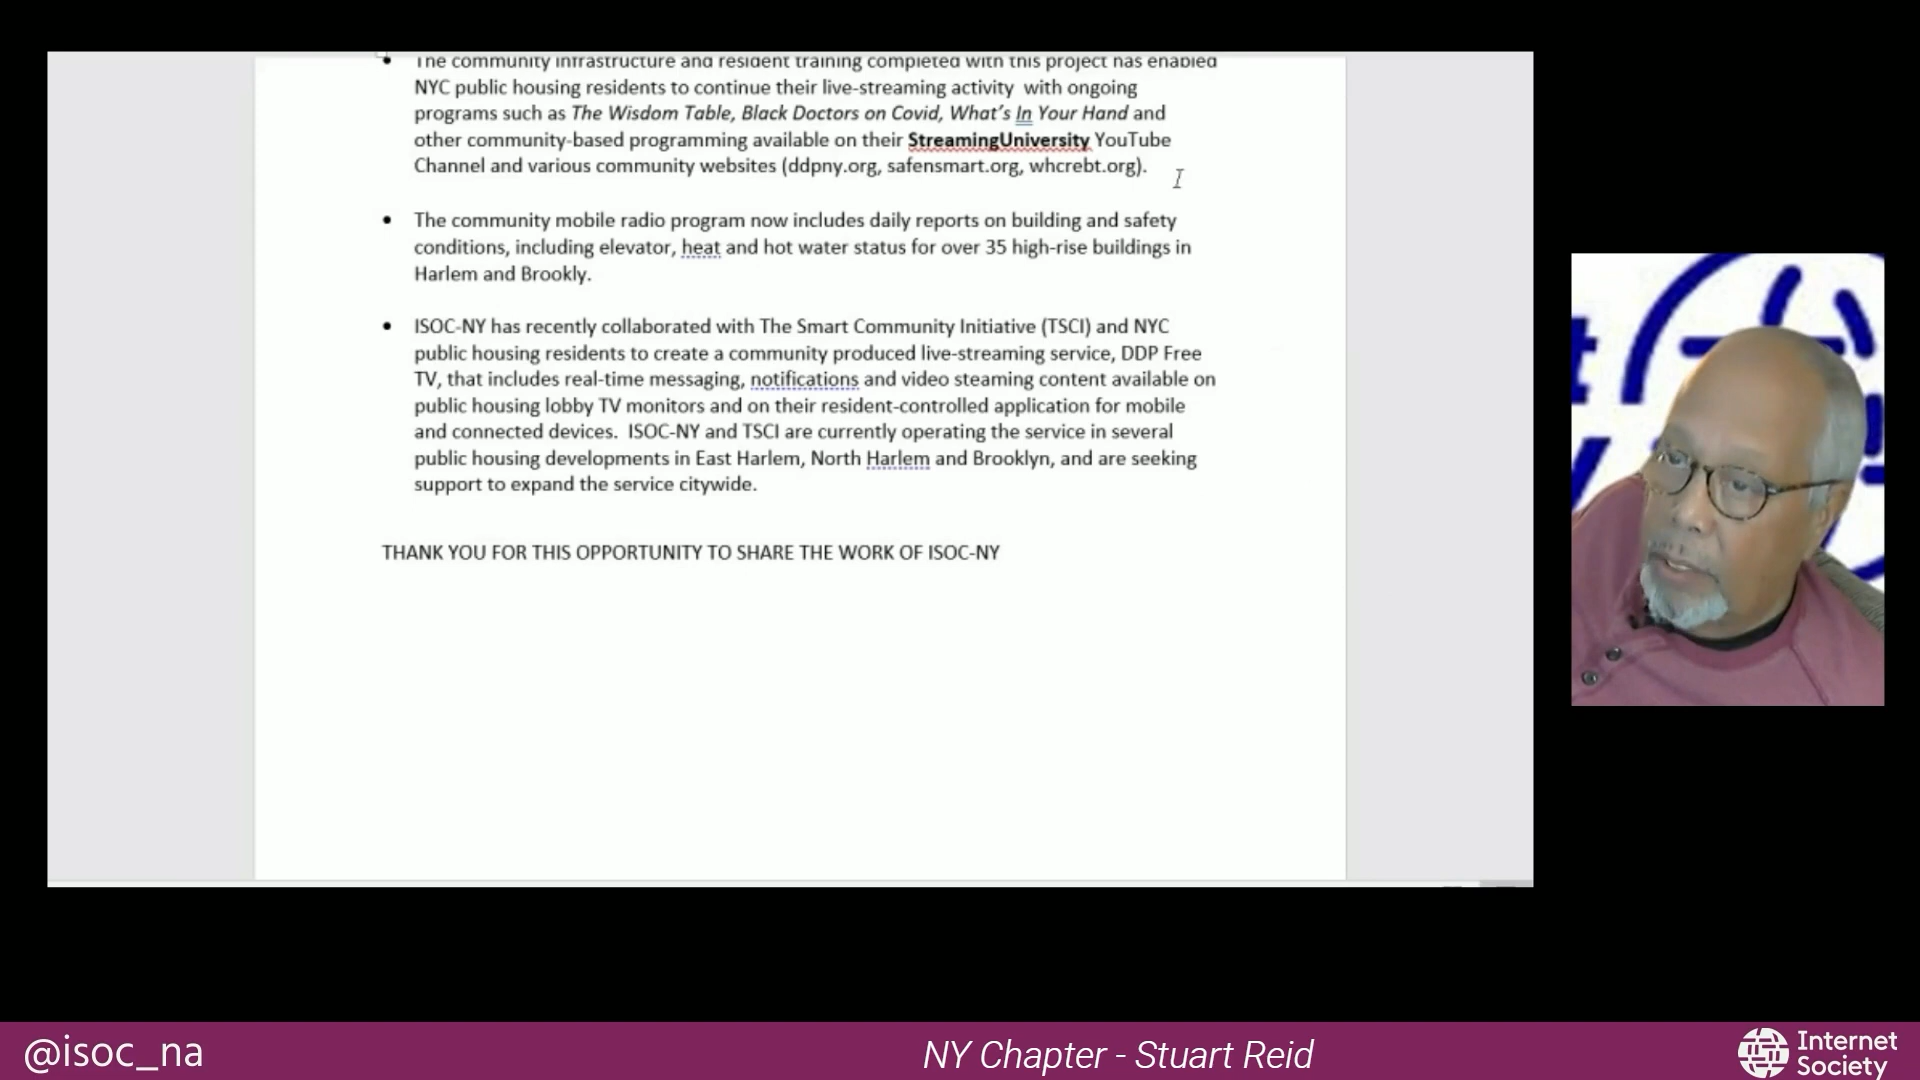 The community infrastructure and resident training completed with this project has enabled
NYC public housing residents to continue their live-streaming activity with ongoing
programs such as The Wisdom Table, Black Doctors on Covid, What's In Your Hand and
other community-based programming available on their StreamingUniversity YouTube
Channel and various community websites (ddpny.org, safensmart.org, whcrebt.org).
The community mobile radio program now includes daily reports on building and safety
conditions, including elevator, heat and hot water status for over 35 high-rise buildings in
Harlem and Brookly.
ISOC-NY has recently collaborated with The Smart Community Initiative (TSCI) and NYC
public housing residents to create a community produced live-streaming service, DDP Free
TV, that includes real-time messaging, notifications and video steaming content available on
public housing lobby TV monitors and on their resident-controlled application for mobile
and connected devices.  ISOC-NY and TSCI are currently operating the service in several
public housing developments in East Harlem, North Harlem and Brooklyn, and are seeking
support to expand the service citywide.
THANK YOU FOR THIS OPPORTUNITY TO SHARE THE WORK OF ISOC-NY
@isoc_na
NY Chapter - Stuart Reid
Internet
Society